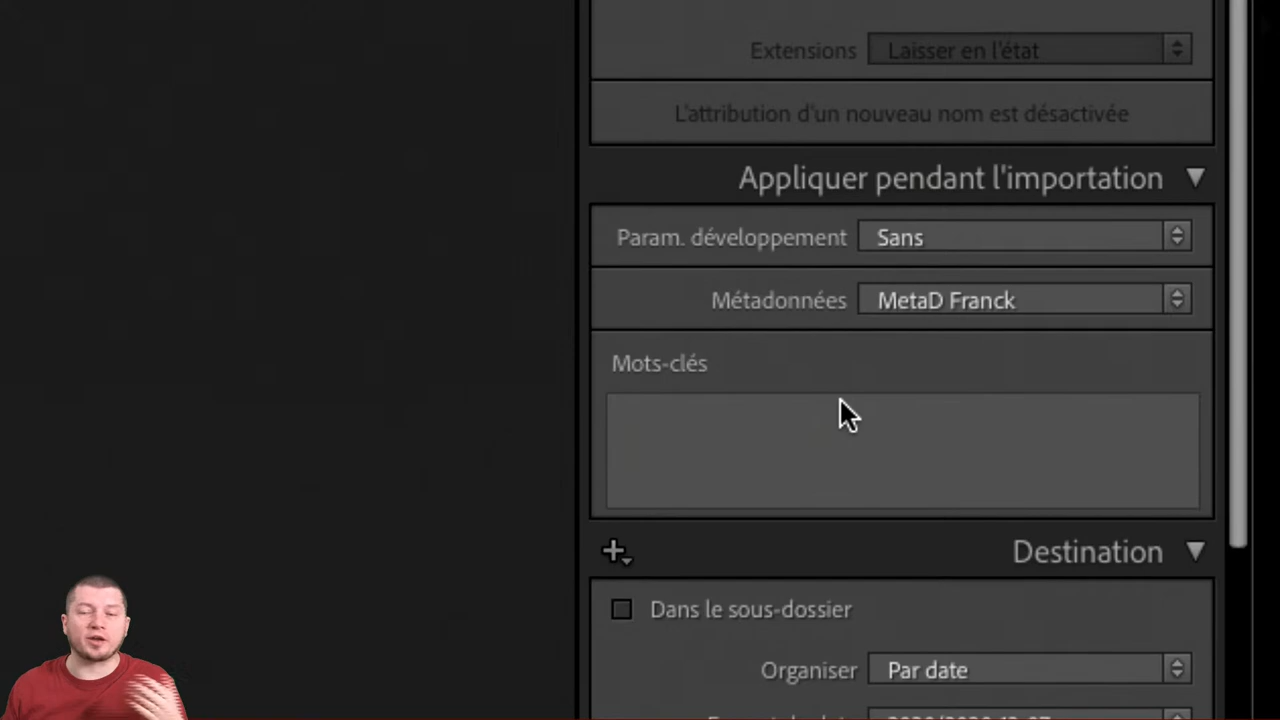 Extensions Laisser en l'état
L'attribution d'un nouveau nom est désactivée
Appliquer pendant l'importation
Param. développement Sans
Métadonnées MetaD Franck
Mots-clés
Destination
Dans le sous-dossier
Organiser Par date